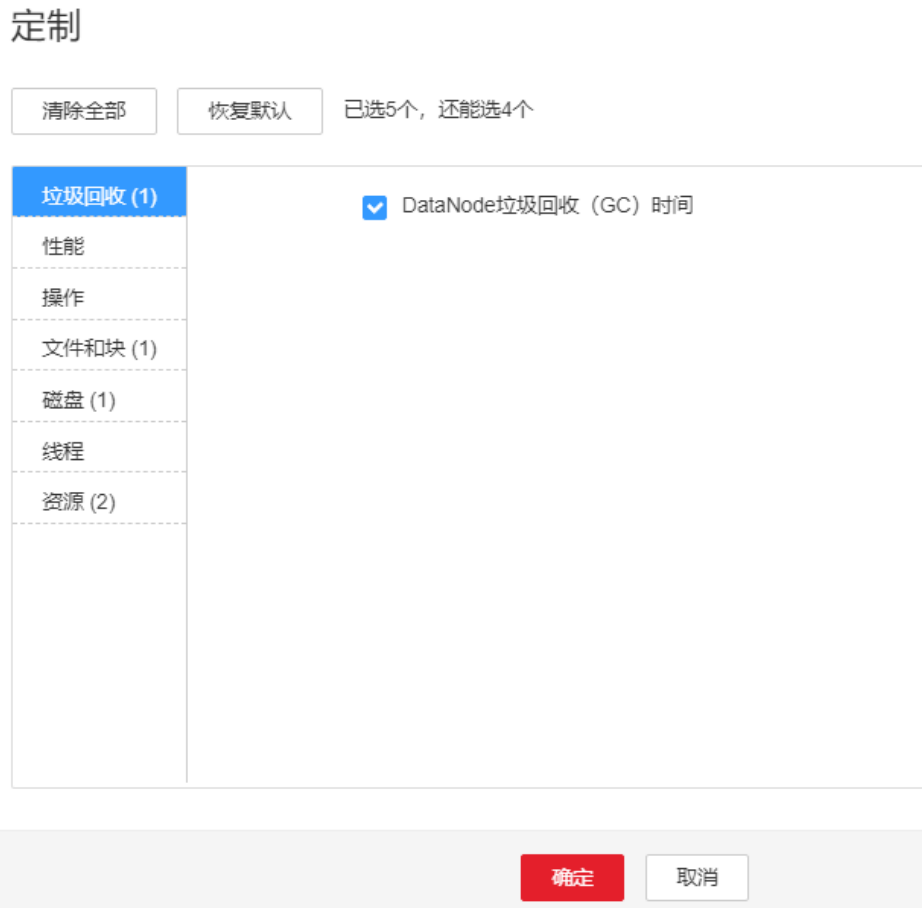 定制
清除全部 恢复默认 已选5个，还能选4个
垃圾回收 (1)
DataNode垃圾回收（GC）时间
性能
操作
文件和块 (1)
磁盘 (1)
线程
资源 (2)
确定 取消